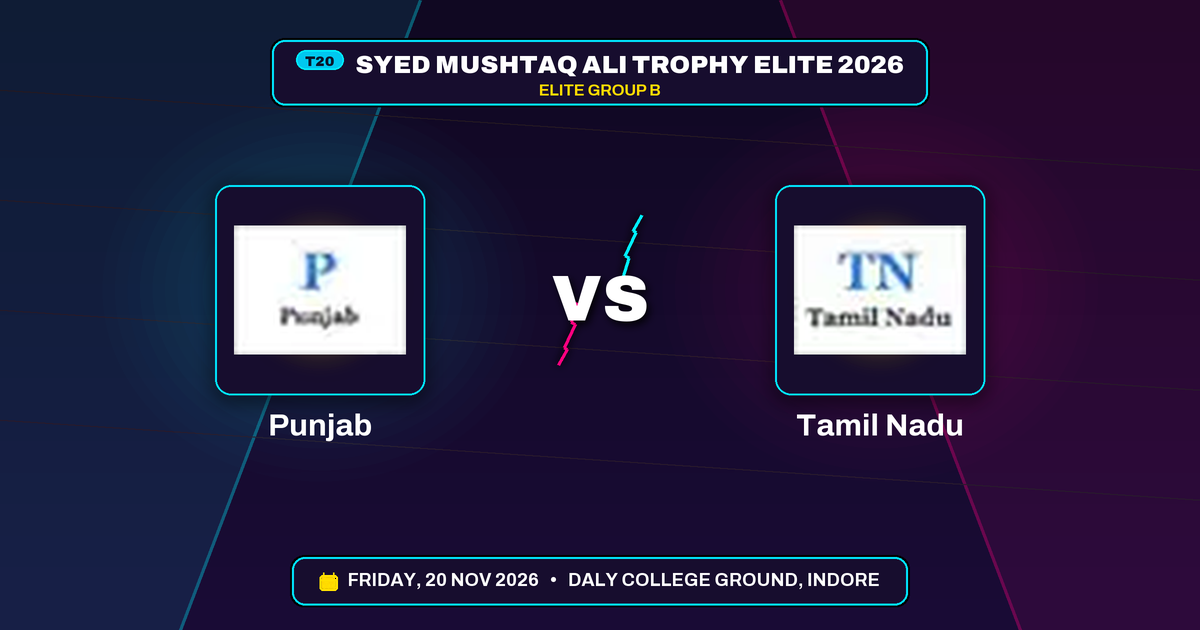 T20 SYED MUSHTAQ ALI TROPHY ELITE 2026
ELITE GROUP B
P
Punjab
VS
TN
Tamil Nadu
Punjab
Tamil Nadu
FRIDAY, 20 NOV 2026 • DALY COLLEGE GROUND, INDORE